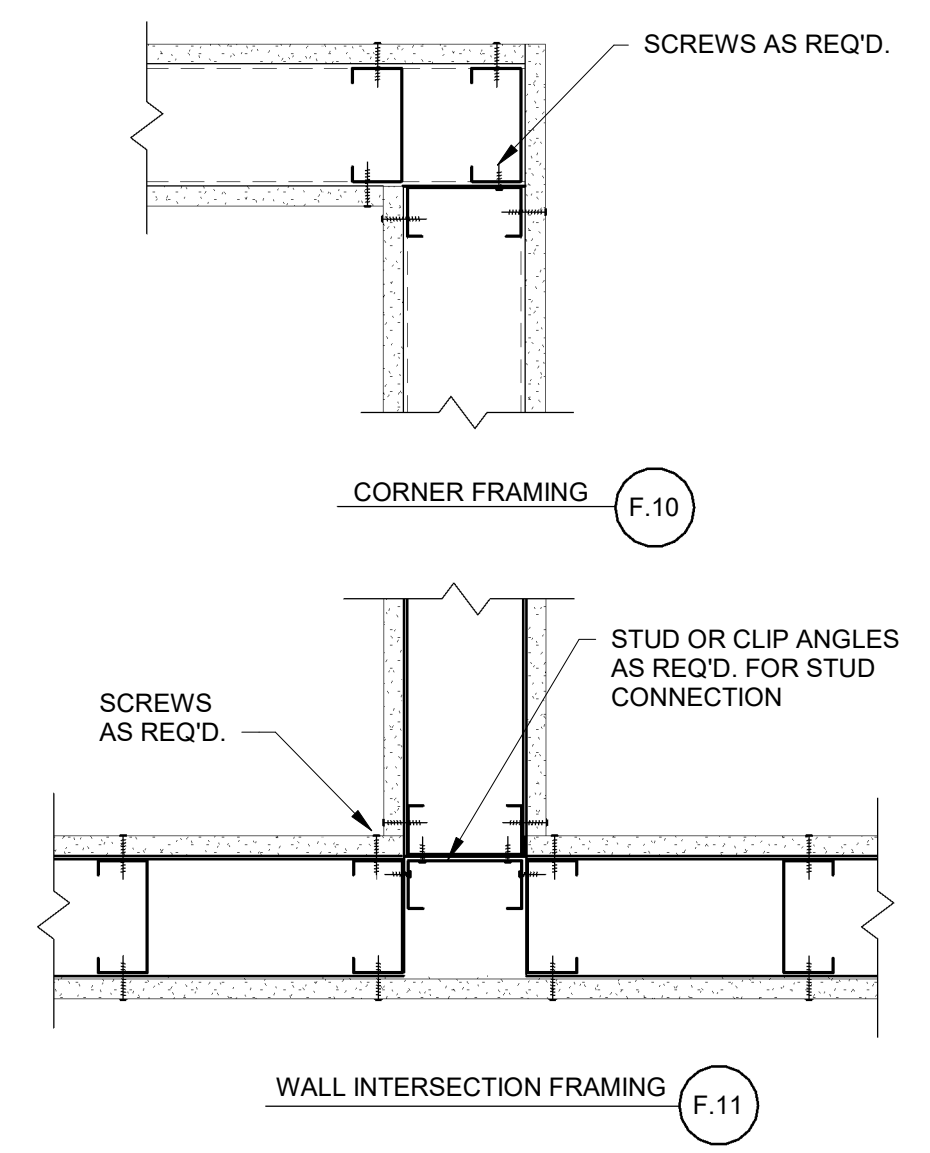 SCREWS AS REQ'D.
CORNER FRAMING
F.10
STUD OR CLIP ANGLES
AS REQ'D. FOR STUD
CONNECTION
SCREWS
AS REQ'D.
WALL INTERSECTION FRAMING
F.11